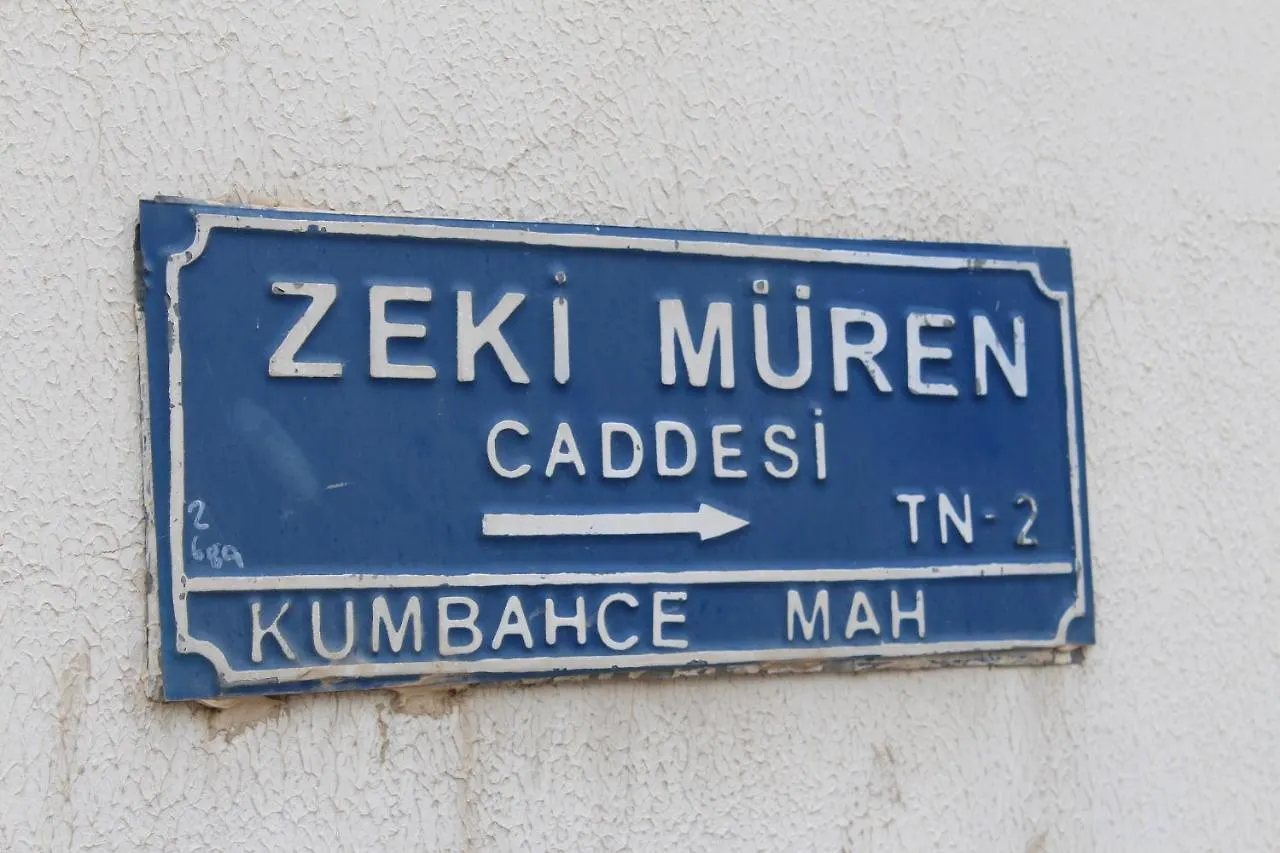 ZEKİ MÜREN
CADDESİ
TN-2
KUMBAHCE MAH